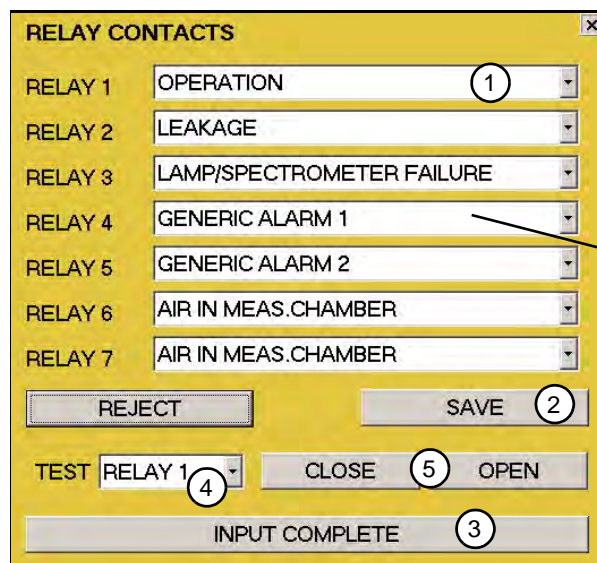 RELAY CONTACTS
RELAY 1 OPERATION 1
RELAY 2 LEAKAGE
RELAY 3 LAMP/SPECTROMETER FAILURE
RELAY 4 GENERIC ALARM 1
RELAY 5 GENERIC ALARM 2
RELAY 6 AIR IN MEAS.CHAMBER
RELAY 7 AIR IN MEAS.CHAMBER
REJECT SAVE 2
TEST RELAY 1 4 CLOSE 5 OPEN
INPUT COMPLETE 3